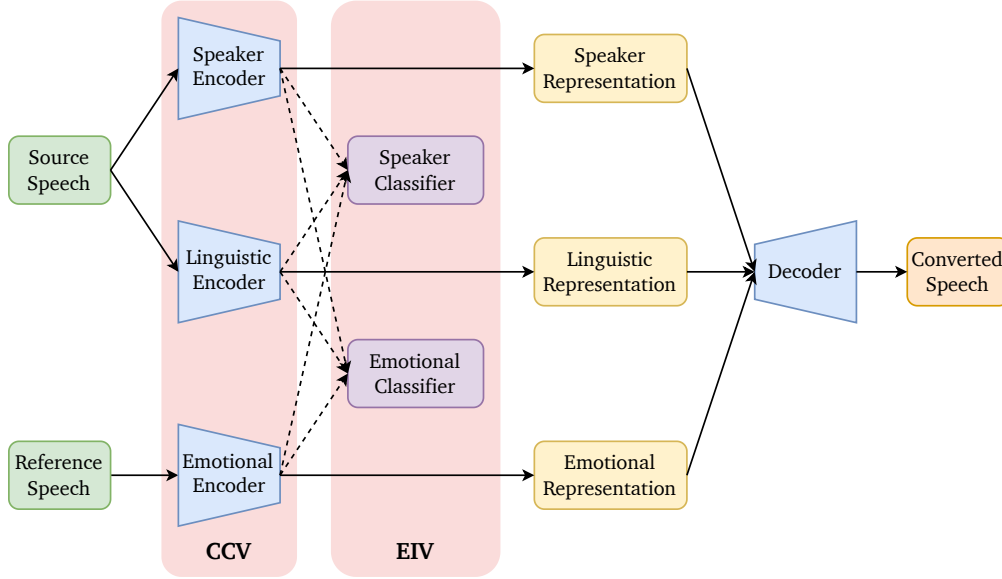 Speaker
Encoder
Speaker
Representation
Source
Speech
Speaker
Classifier
Linguistic
Encoder
Linguistic
Representation
Decoder
Converted
Speech
Emotional
Classifier
Reference
Speech
Emotional
Encoder
Emotional
Representation
CCV
EIV